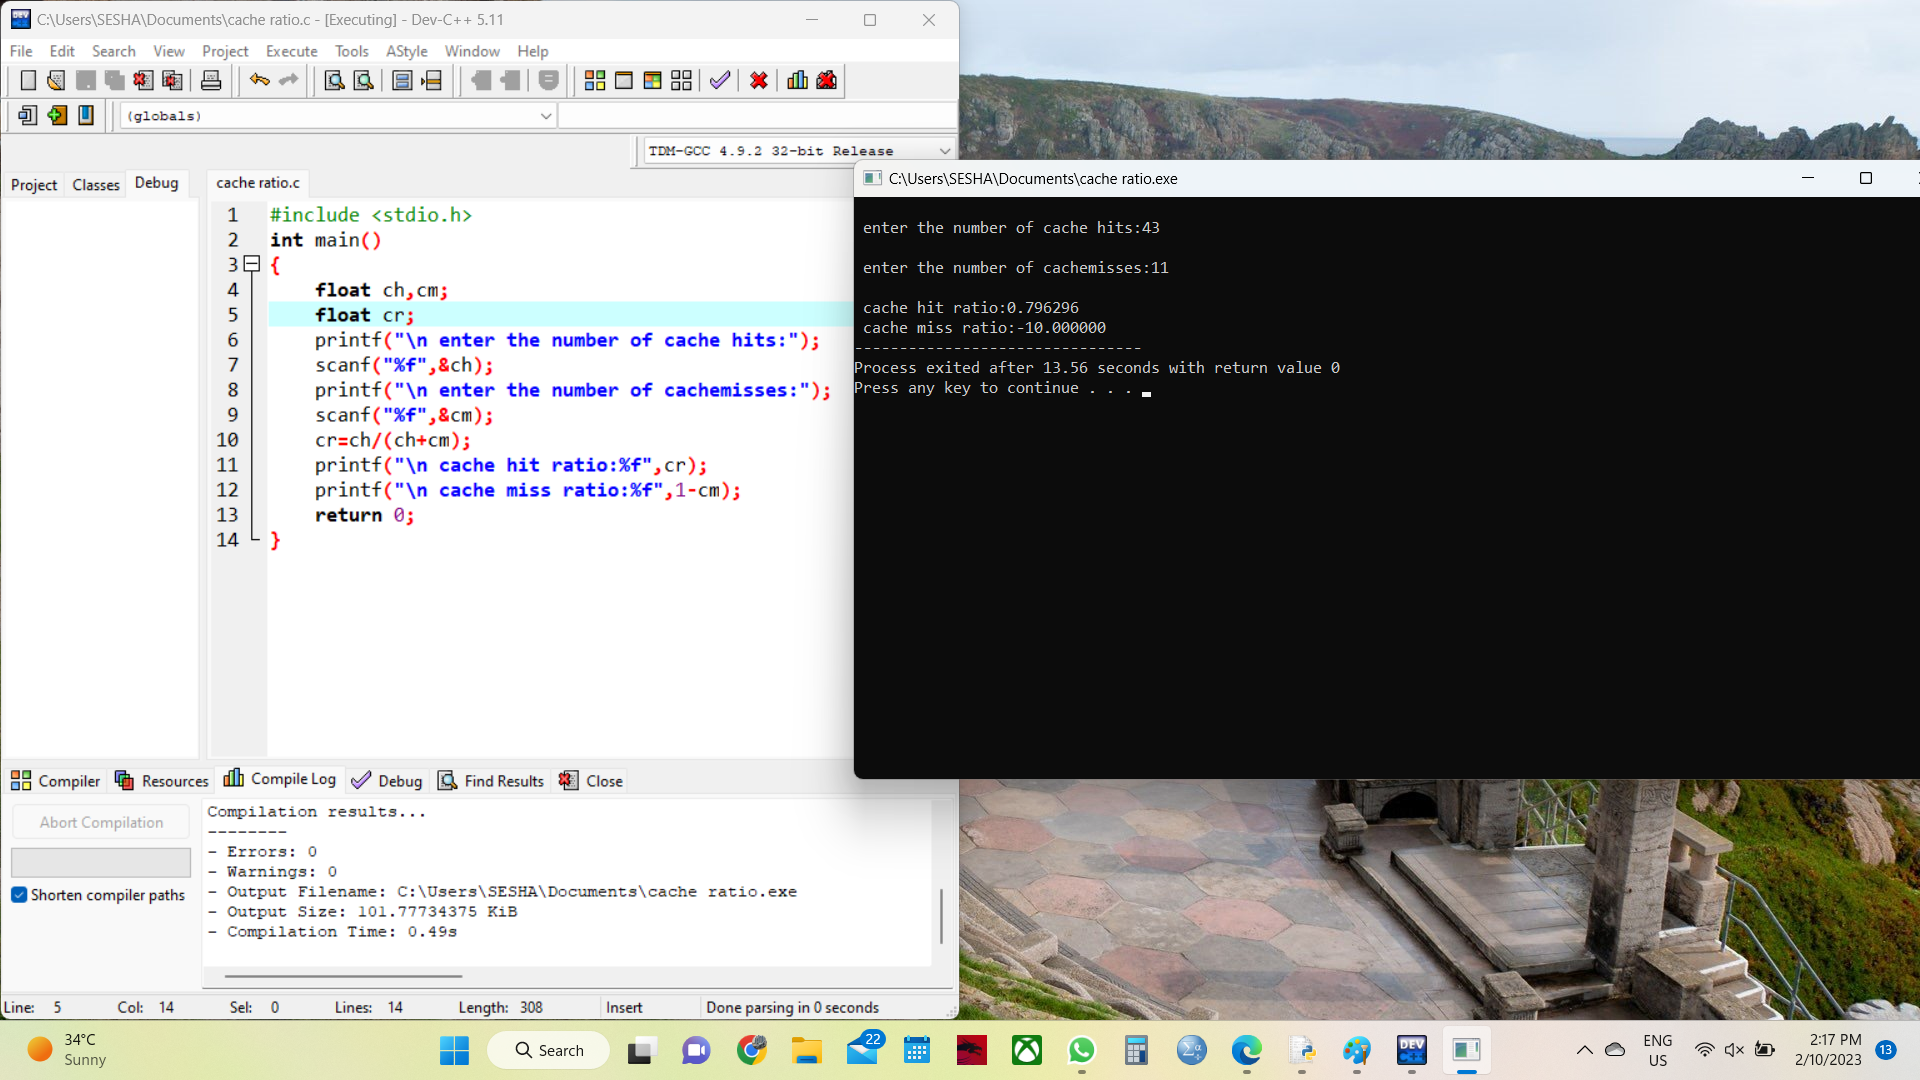 C:\Users\SESHA\Documents\cache ratio.c - [Executing] - Dev-C++ 5.11
File Edit Search View Project Execute Tools AStyle Window Help
(globals)
TDM-GCC 4.9.2 32-bit Release
Project Classes Debug
cache ratio.c
1 #include <stdio.h>
2 int main()
3 {
4 float ch,cm;
5 float cr;
6 printf("\n enter the number of cache hits:");
7 scanf("%f",&ch);
8 printf("\n enter the number of cachemisses:");
9 scanf("%f",&cm);
10 cr=ch/(ch+cm);
11 printf("\n cache hit ratio:%f",cr);
12 printf("\n cache miss ratio:%f",1-cm);
13 return 0;
14 }
C:\Users\SESHA\Documents\cache ratio.exe
enter the number of cache hits:43
enter the number of cachemisses:11
cache hit ratio:0.796296
cache miss ratio:-10.000000
--------------------------------
Process exited after 13.56 seconds with return value 0
Press any key to continue . . .
Compiler Resources Compile Log Debug Find Results Close
Abort Compilation
Shorten compiler paths
Compilation results...
--------
- Errors: 0
- Warnings: 0
- Output Filename: C:\Users\SESHA\Documents\cache ratio.exe
- Output Size: 101.77734375 KiB
- Compilation Time: 0.49s
Line: 5 Col: 14 Sel: 0 Lines: 14 Length: 308 Insert Done parsing in 0 seconds
34°C
Sunny
Search
22
DEV
ENG
US
2:17 PM
2/10/2023
13